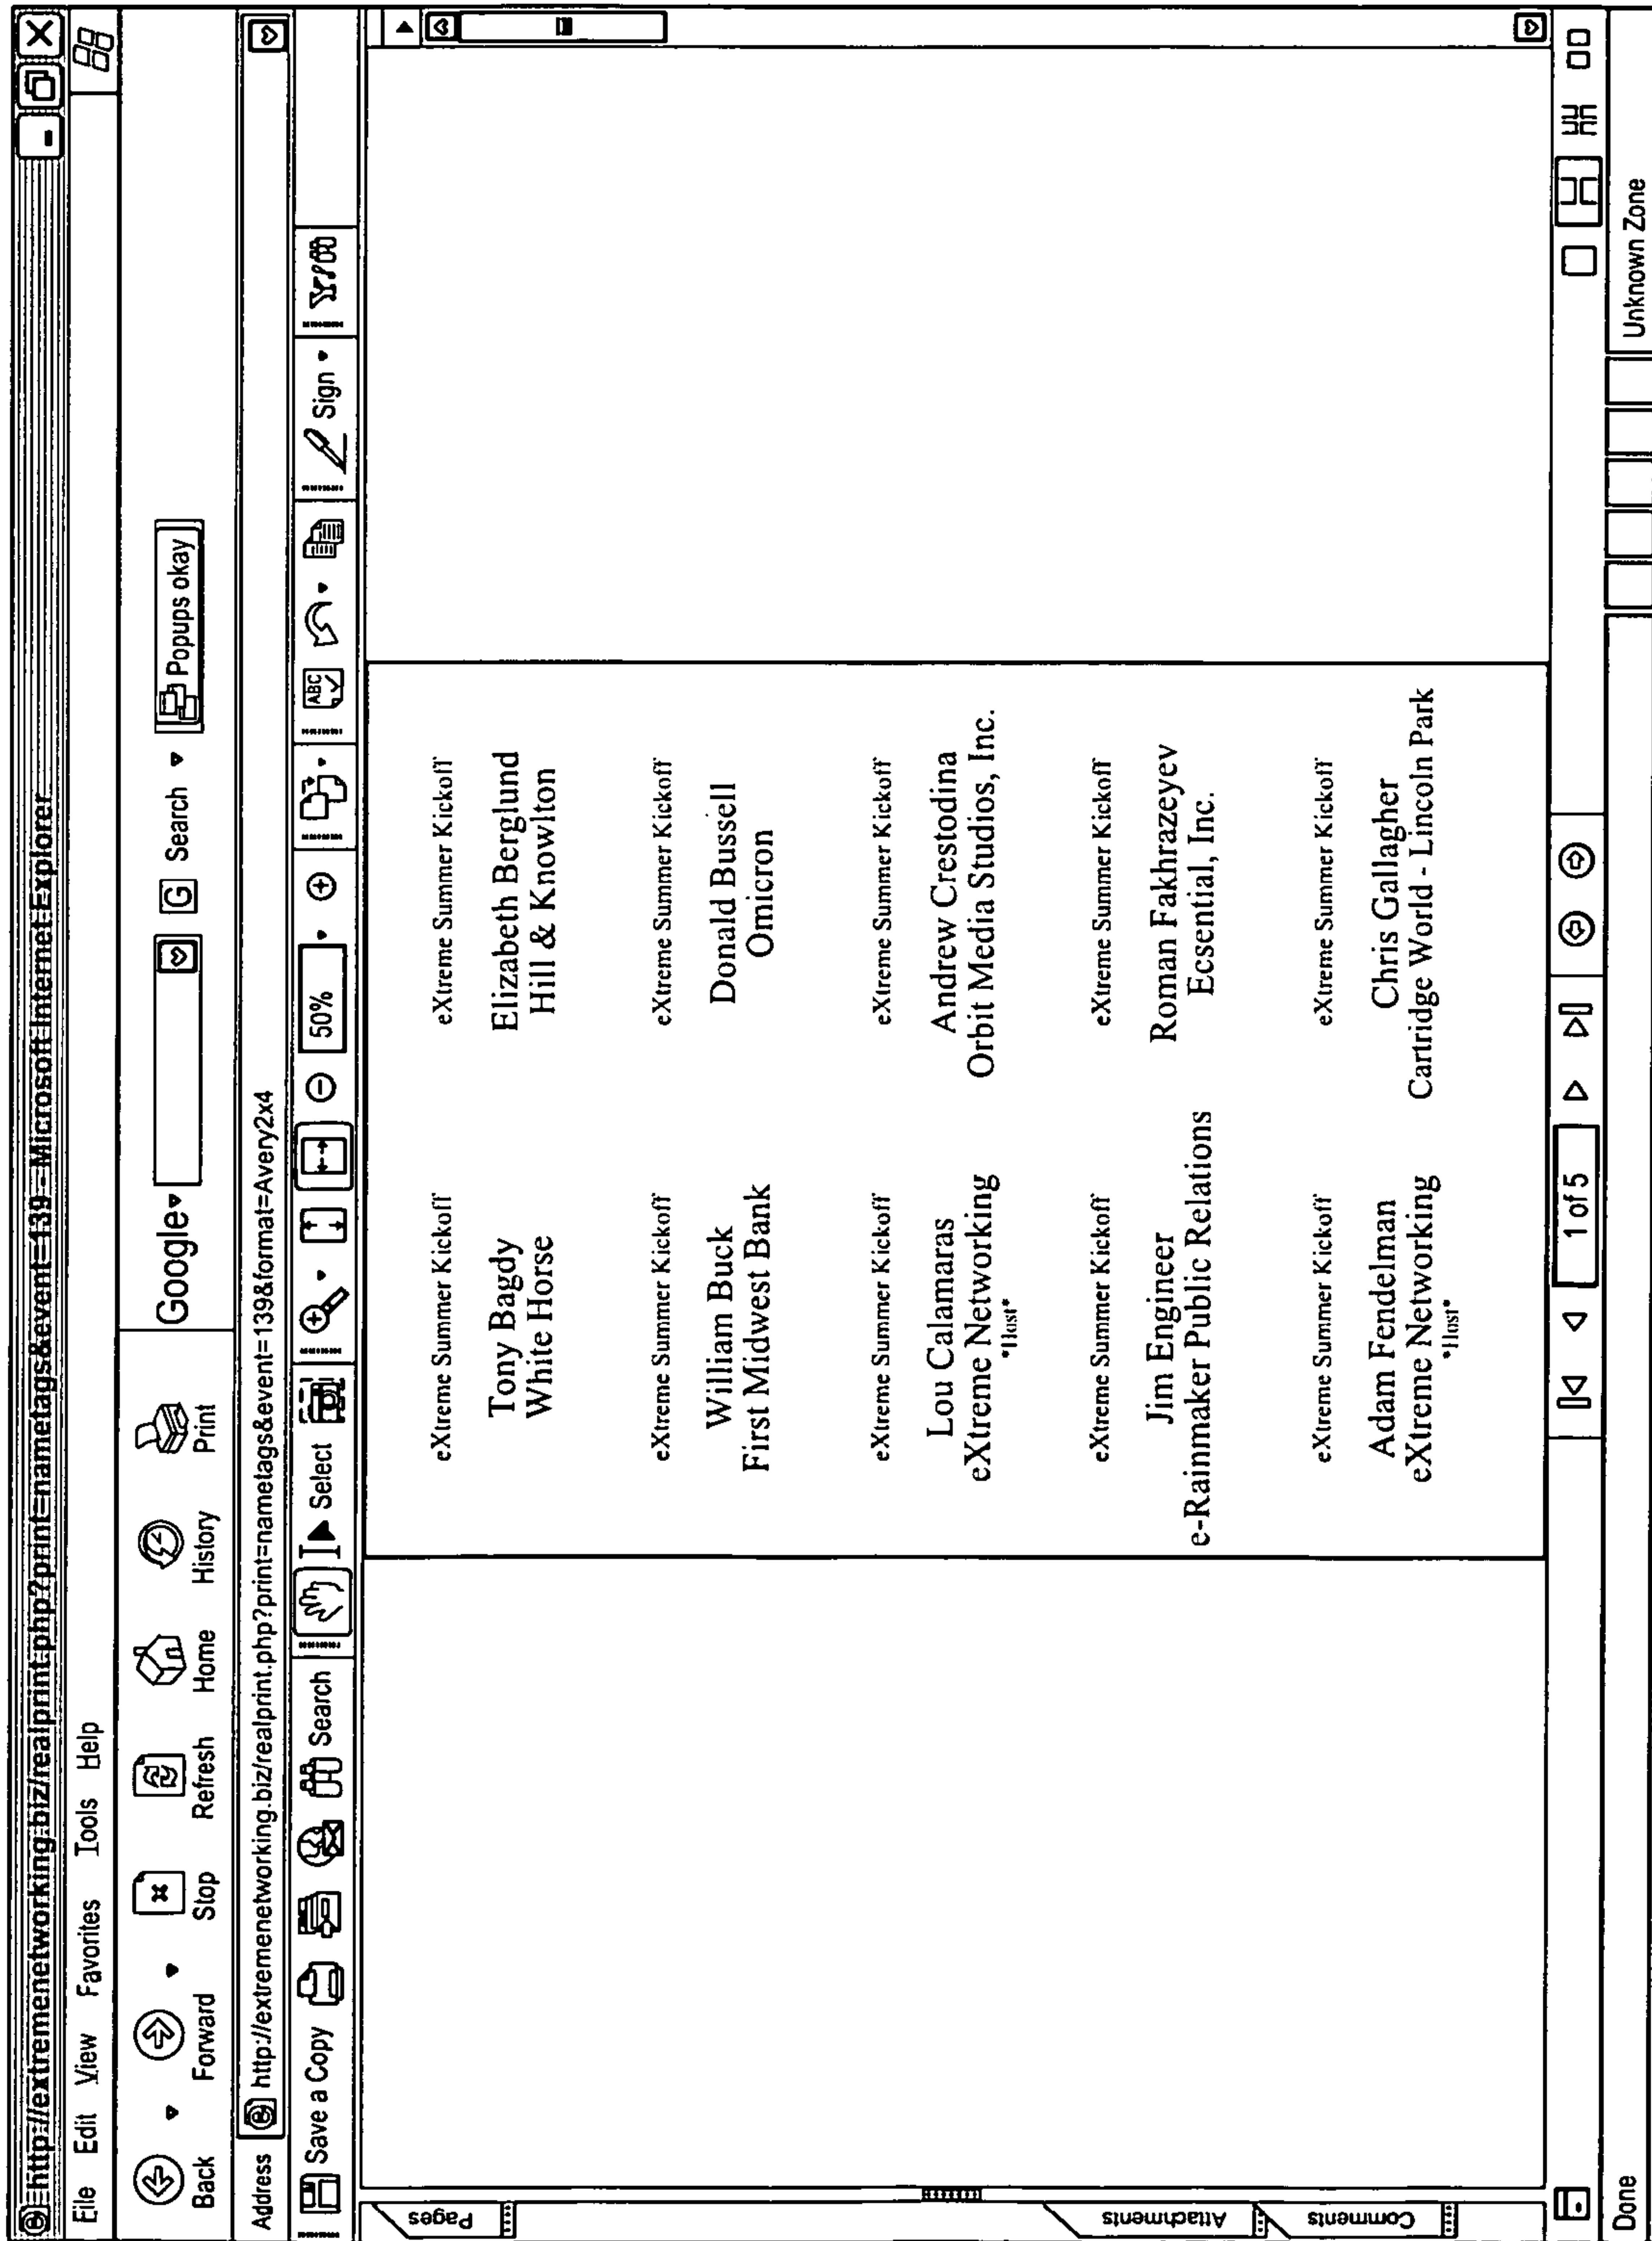 http://extremenetworking.biz/realprint.php?print=nametags&event=139 - Microsoft Internet Explorer
File Edit View Favorites Tools Help
Back Forward Stop Refresh Home History Print Google Search Popups okay
Address http://extremenetworking.biz/realprint.php?print=nametags&event=139&format=Avery2x4
Save a Copy Search Select 50% ABC Sign Y!
Pages
Attachments
Comments
eXtreme Summer Kickoff
Tony Bagdy
White Horse
eXtreme Summer Kickoff
Elizabeth Berglund
Hill & Knowlton
eXtreme Summer Kickoff
William Buck
First Midwest Bank
eXtreme Summer Kickoff
Donald Bussell
Omicron
eXtreme Summer Kickoff
Lou Calamaras
eXtreme Networking
*Host*
eXtreme Summer Kickoff
Andrew Crestodina
Orbit Media Studios, Inc.
eXtreme Summer Kickoff
Jim Engineer
e-Rainmaker Public Relations
eXtreme Summer Kickoff
Roman Fakhrazeyev
Ecsential, Inc.
eXtreme Summer Kickoff
Adam Fendelman
eXtreme Networking
*Host*
eXtreme Summer Kickoff
Chris Gallagher
Cartridge World - Lincoln Park
1 of 5
Done Unknown Zone